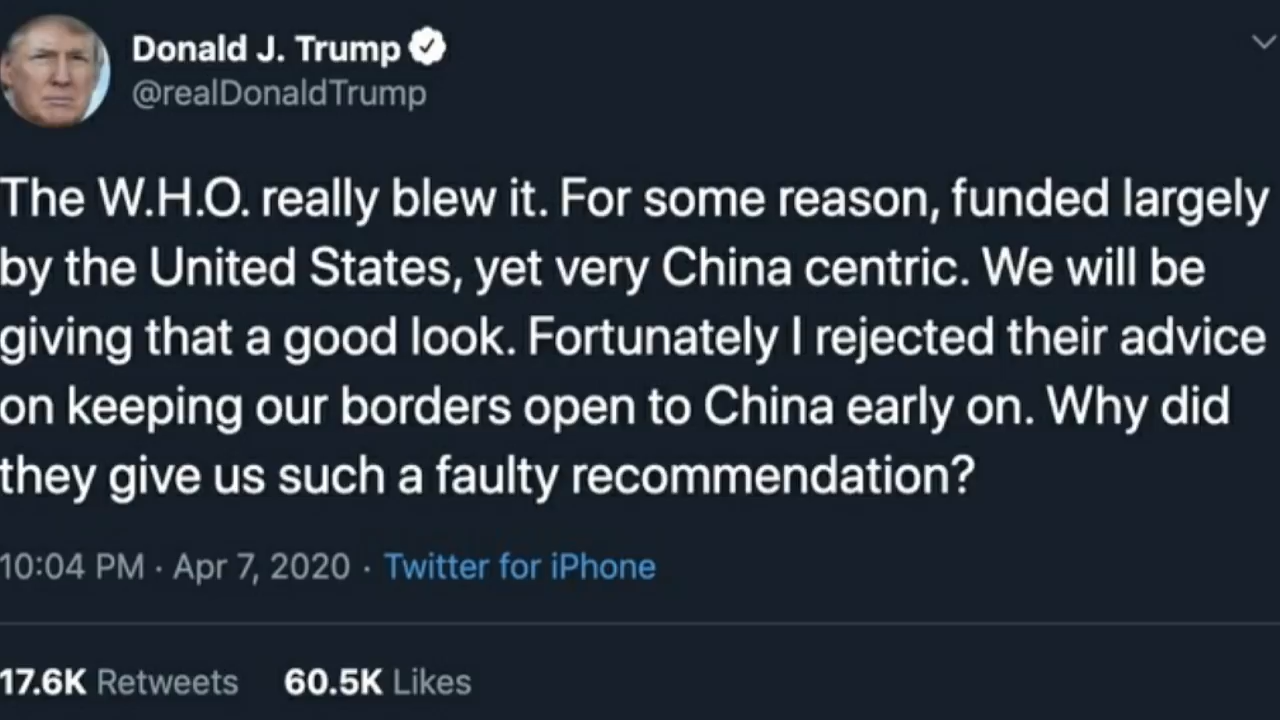 Donald J. Trump
@realDonaldTrump
The W.H.O. really blew it. For some reason, funded largely
by the United States, yet very China centric. We will be
giving that a good look. Fortunately I rejected their advice
on keeping our borders open to China early on. Why did
they give us such a faulty recommendation?
10:04 PM · Apr 7, 2020 · Twitter for iPhone
17.6K Retweets 60.5K Likes